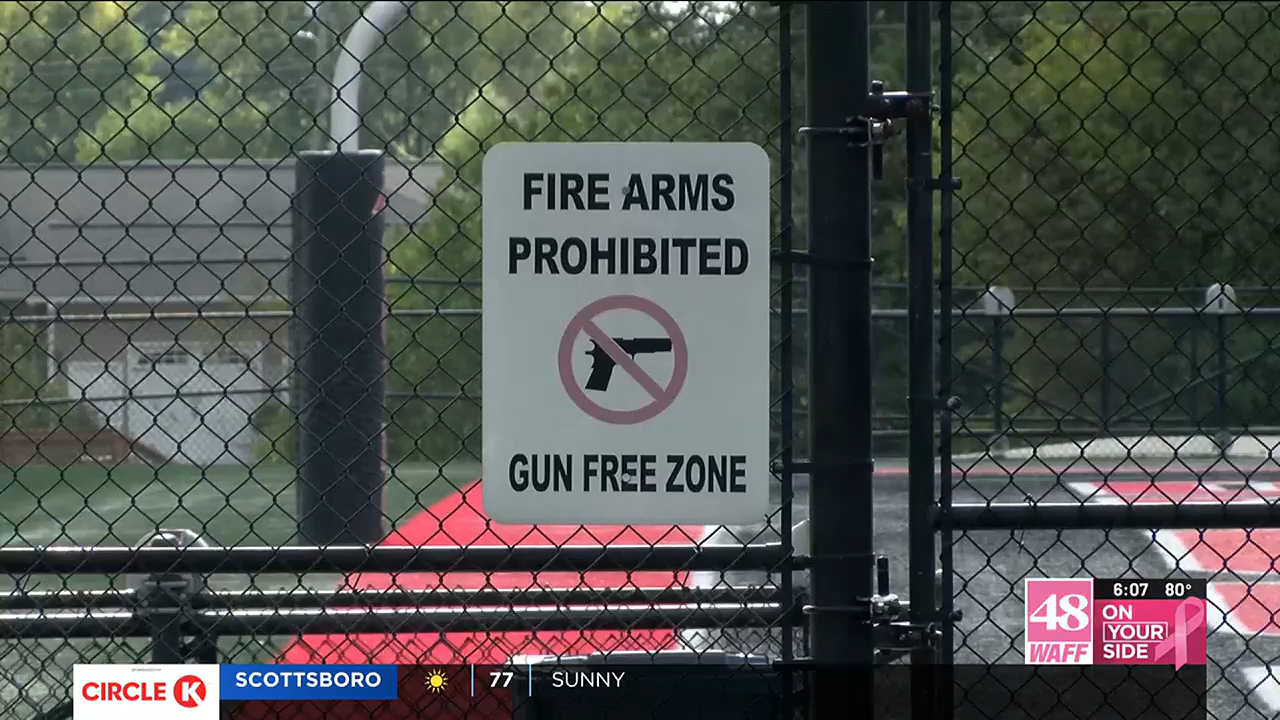 FIRE ARMS
PROHIBITED
GUN FREE ZONE
48
WAFF
6:07 80°
ON
YOUR
SIDE
CIRCLE K
SCOTTSBORO
77
SUNNY